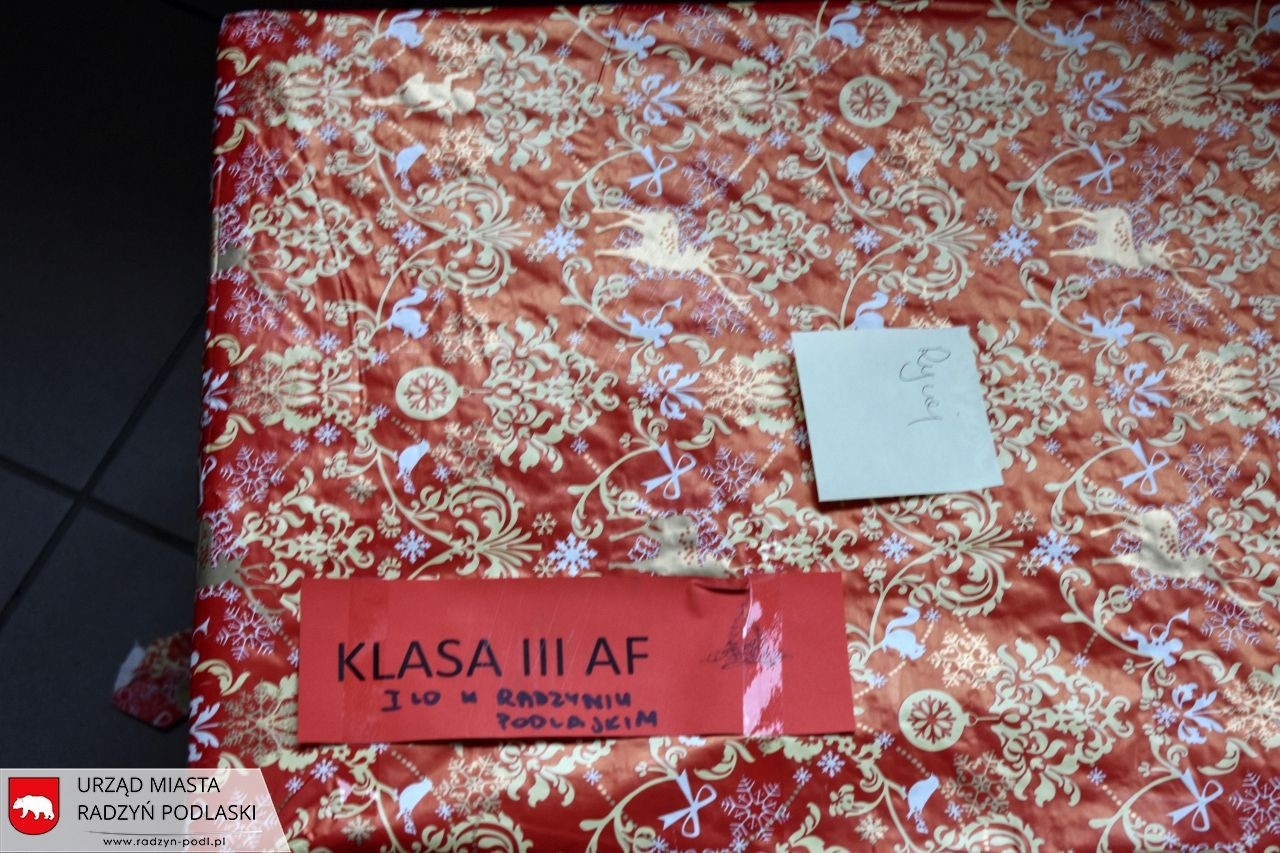 KLASA III AF
I LO W RADZYNIU
PODLASKIM
URZĄD MIASTA
RADZYŃ PODLASKI
www.radzyn-podl.pl